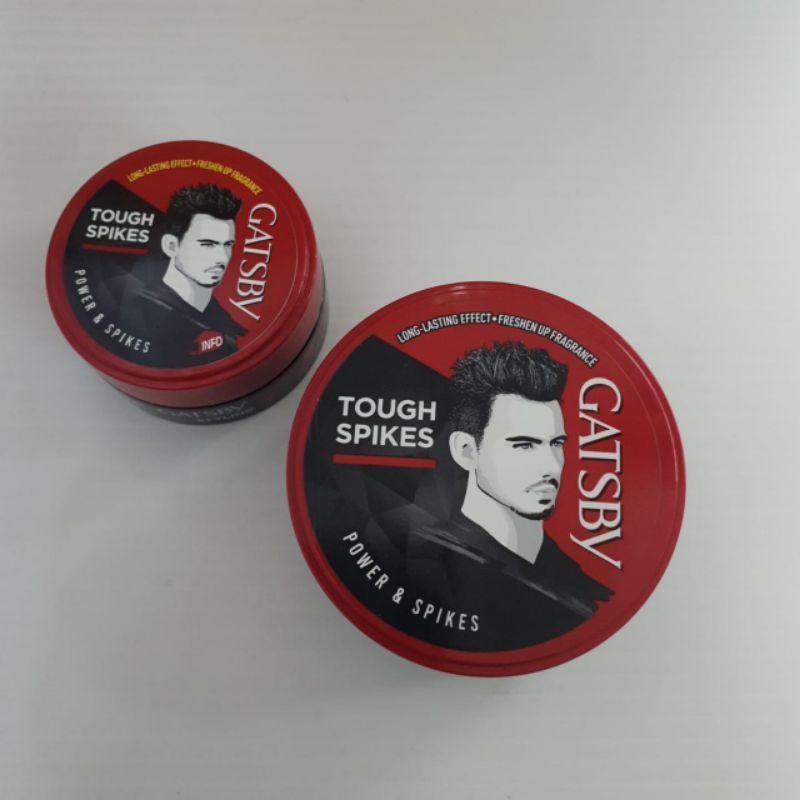 LONG-LASTING EFFECT•FRESHEN UP FRAGRANCE
TOUGH
SPIKES
GATSBY
POWER & SPIKES
INFO
GATSBY
STYLING
LONG-LASTING EFFECT•FRESHEN UP FRAGRANCE
TOUGH
SPIKES
GATSBY
POWER & SPIKES